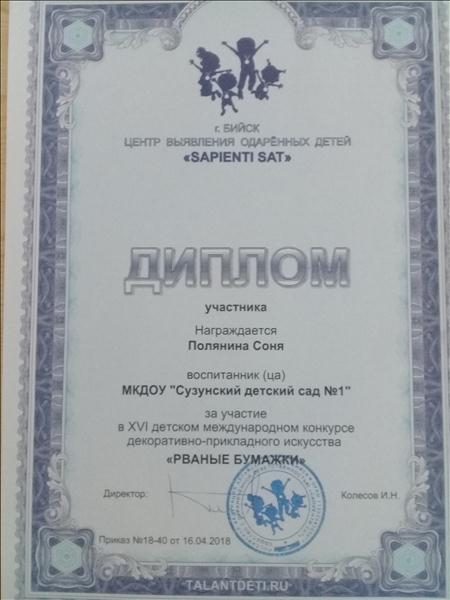 г. БИЙСК
ЦЕНТР ВЫЯВЛЕНИЯ ОДАРЁННЫХ ДЕТЕЙ
«SAPIENTI SAT»
ДИПЛОМ
участника
Награждается
Полянина Соня
воспитанник (ца)
МКДОУ "Сузунский детский сад №1"
за участие
в XVI детском международном конкурсе
декоративно-прикладного искусства
«РВАНЫЕ БУМАЖКИ»
Директор: Колесов И.Н.
Приказ №18-40 от 16.04.2018
TALANTDETI.RU